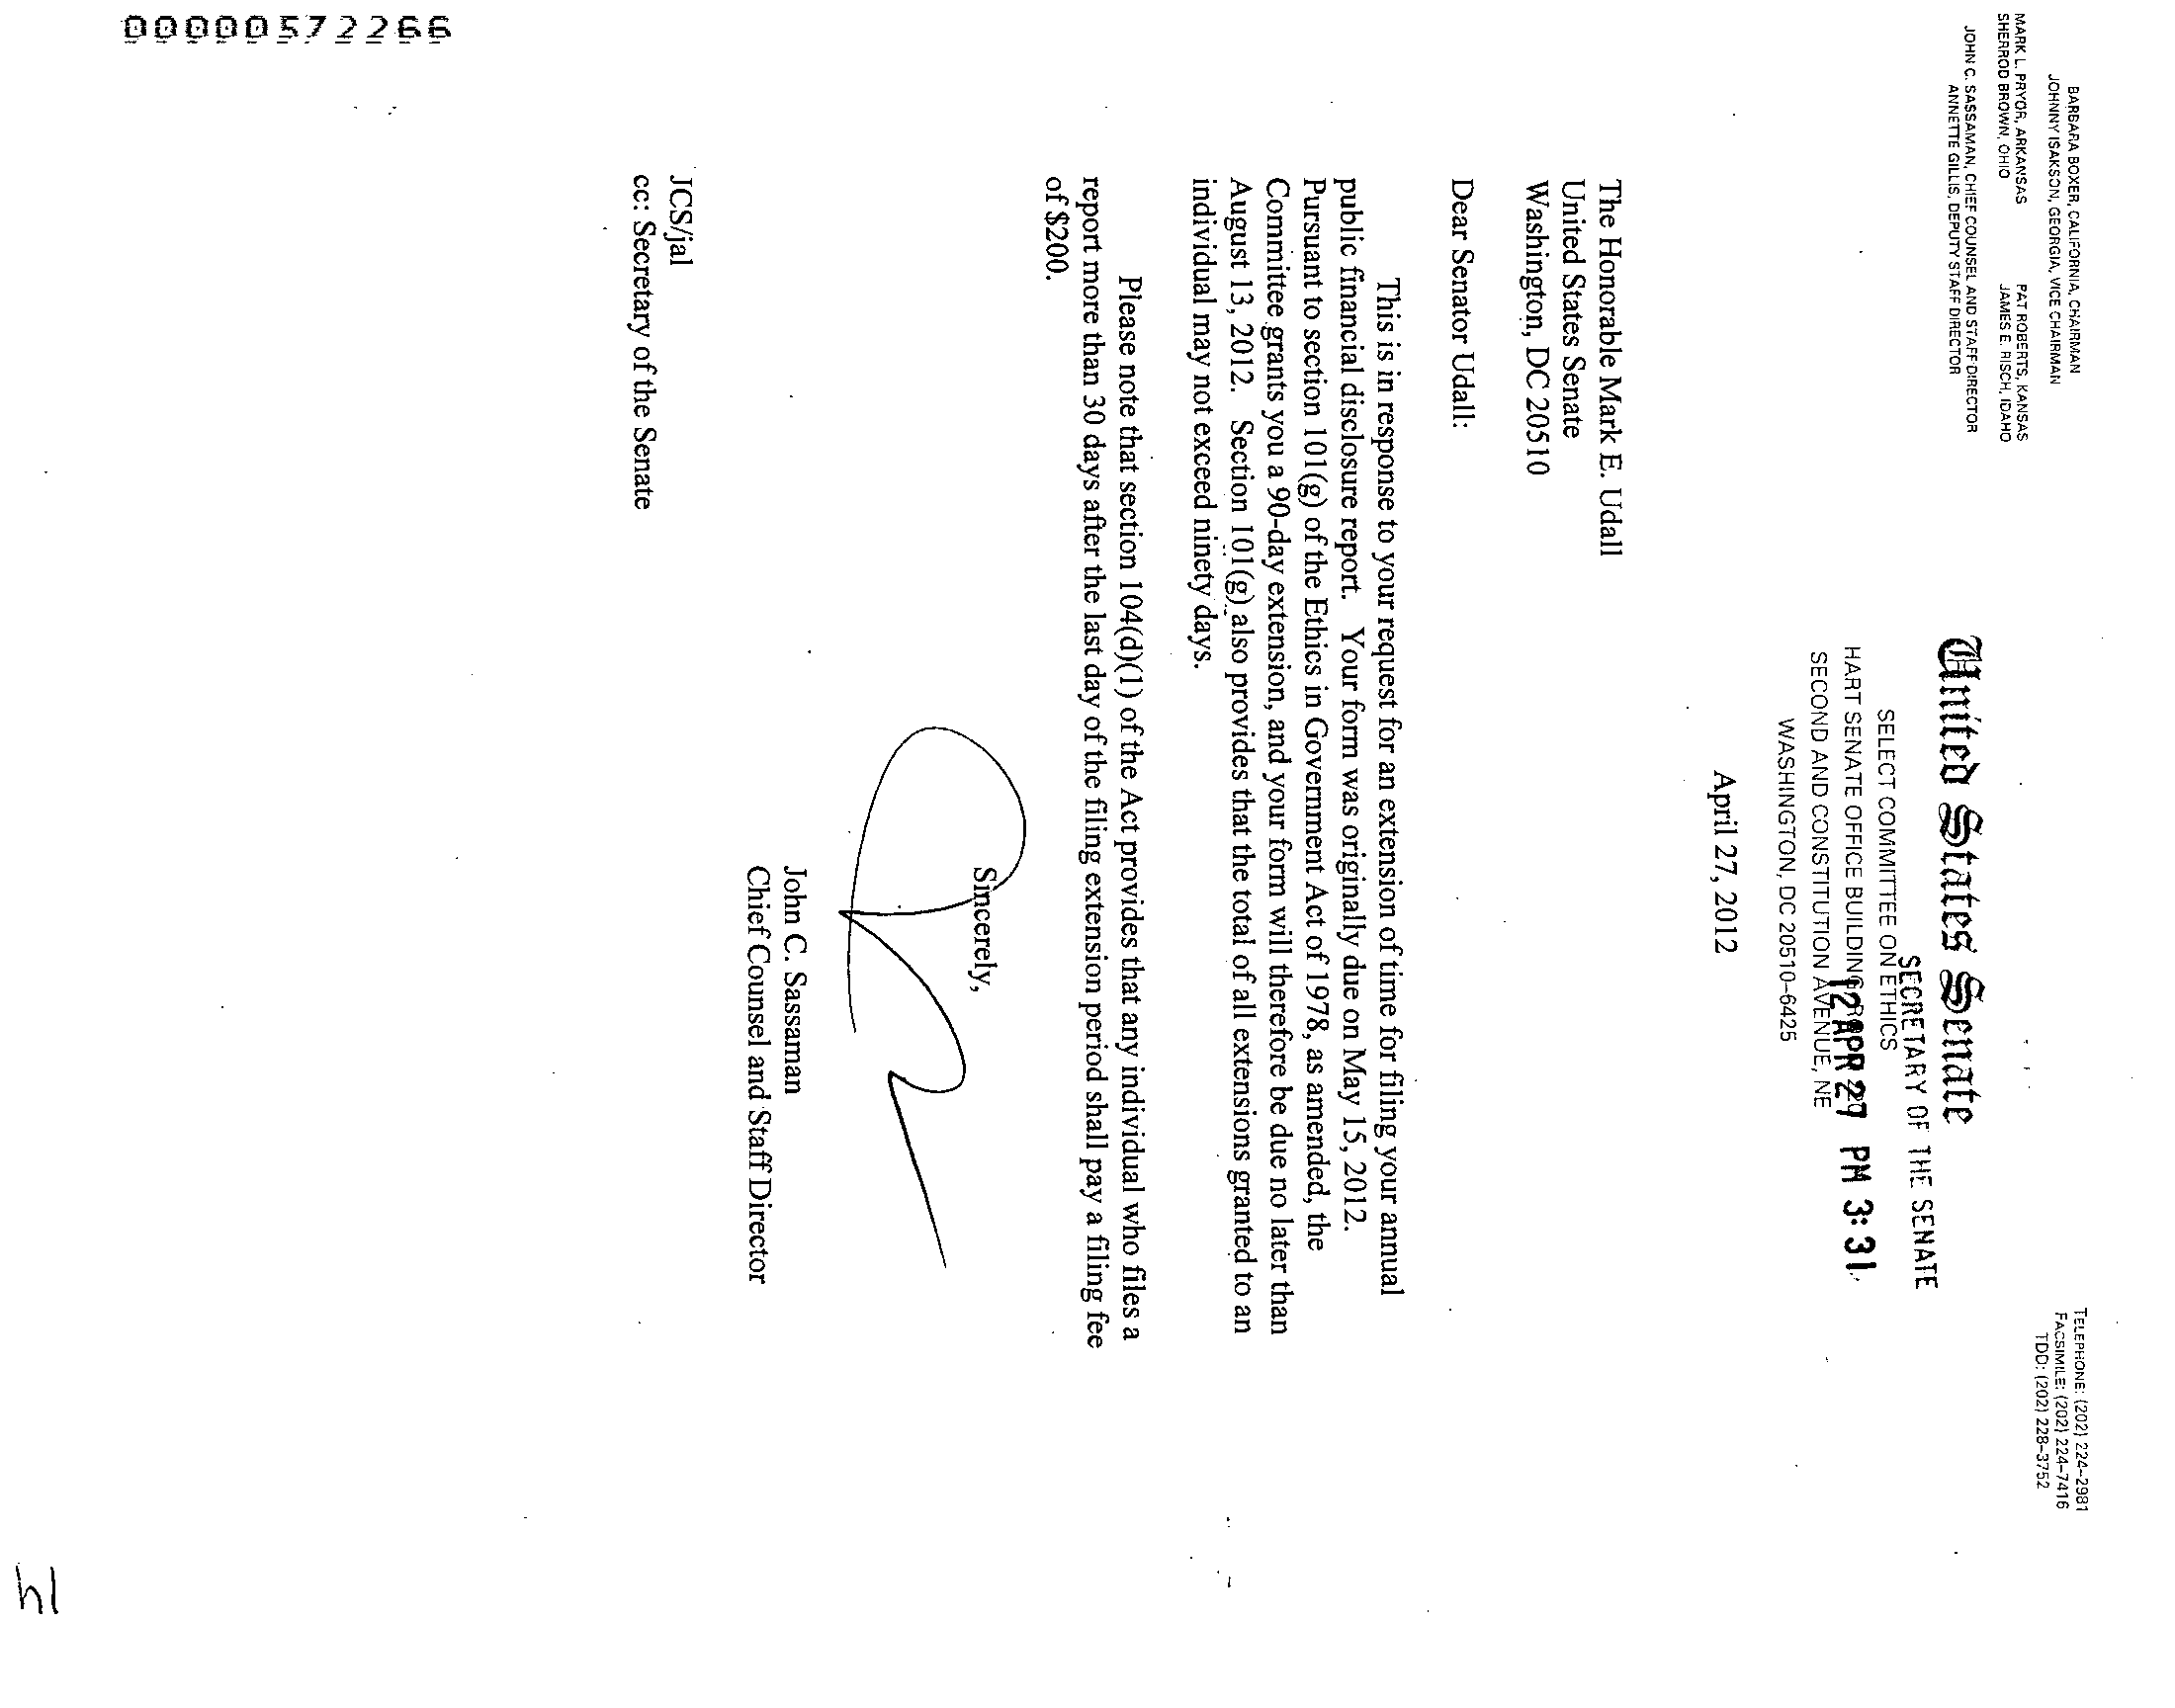 BARBARA BOXER, CALIFORNIA, CHAIRMAN
JOHNNY ISAKSON, GEORGIA, VICE CHAIRMAN
MARK L. PRYOR, ARKANSAS PAT ROBERTS, KANSAS
SHERROD BROWN, OHIO JAMES E. RISCH, IDAHO
JOHN C. SASSAMAN, CHIEF COUNSEL AND STAFF DIRECTOR
ANNETTE GILLIS, DEPUTY STAFF DIRECTOR
TELEPHONE: (202) 224-2981
FACSIMILE: (202) 224-7416
TDD: (202) 228-3752
United States Senate
SECRETARY OF THE SENATE
12 APR 27 PM 3:31
SELECT COMMITTEE ON ETHICS
HART SENATE OFFICE BUILDING,
SECOND AND CONSTITUTION AVENUE, NE
WASHINGTON, DC 20510-6425
April 27, 2012
The Honorable Mark E. Udall
United States Senate
Washington, DC 20510
Dear Senator Udall:
This is in response to your request for an extension of time for filing your annual
public financial disclosure report. Your form was originally due on May 15, 2012.
Pursuant to section 101(g) of the Ethics in Government Act of 1978, as amended, the
Committee grants you a 90-day extension, and your form will therefore be due no later than
August 13, 2012. Section 101(g) also provides that the total of all extensions granted to an
individual may not exceed ninety days.
Please note that section 104(d)(1) of the Act provides that any individual who files a
report more than 30 days after the last day of the filing extension period shall pay a filing fee
of $200.
Sincerely,
John C. Sassaman
Chief Counsel and Staff Director
JCS/jal
cc: Secretary of the Senate
00000572266